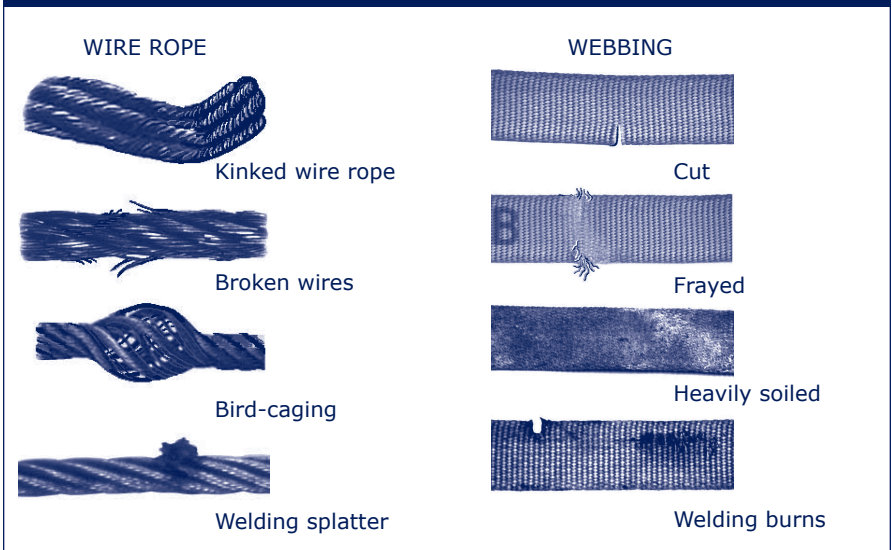 WIRE ROPE
Kinked wire rope
Broken wires
Bird-caging
Welding splatter
WEBBING
Cut
B
Frayed
Heavily soiled
Welding burns